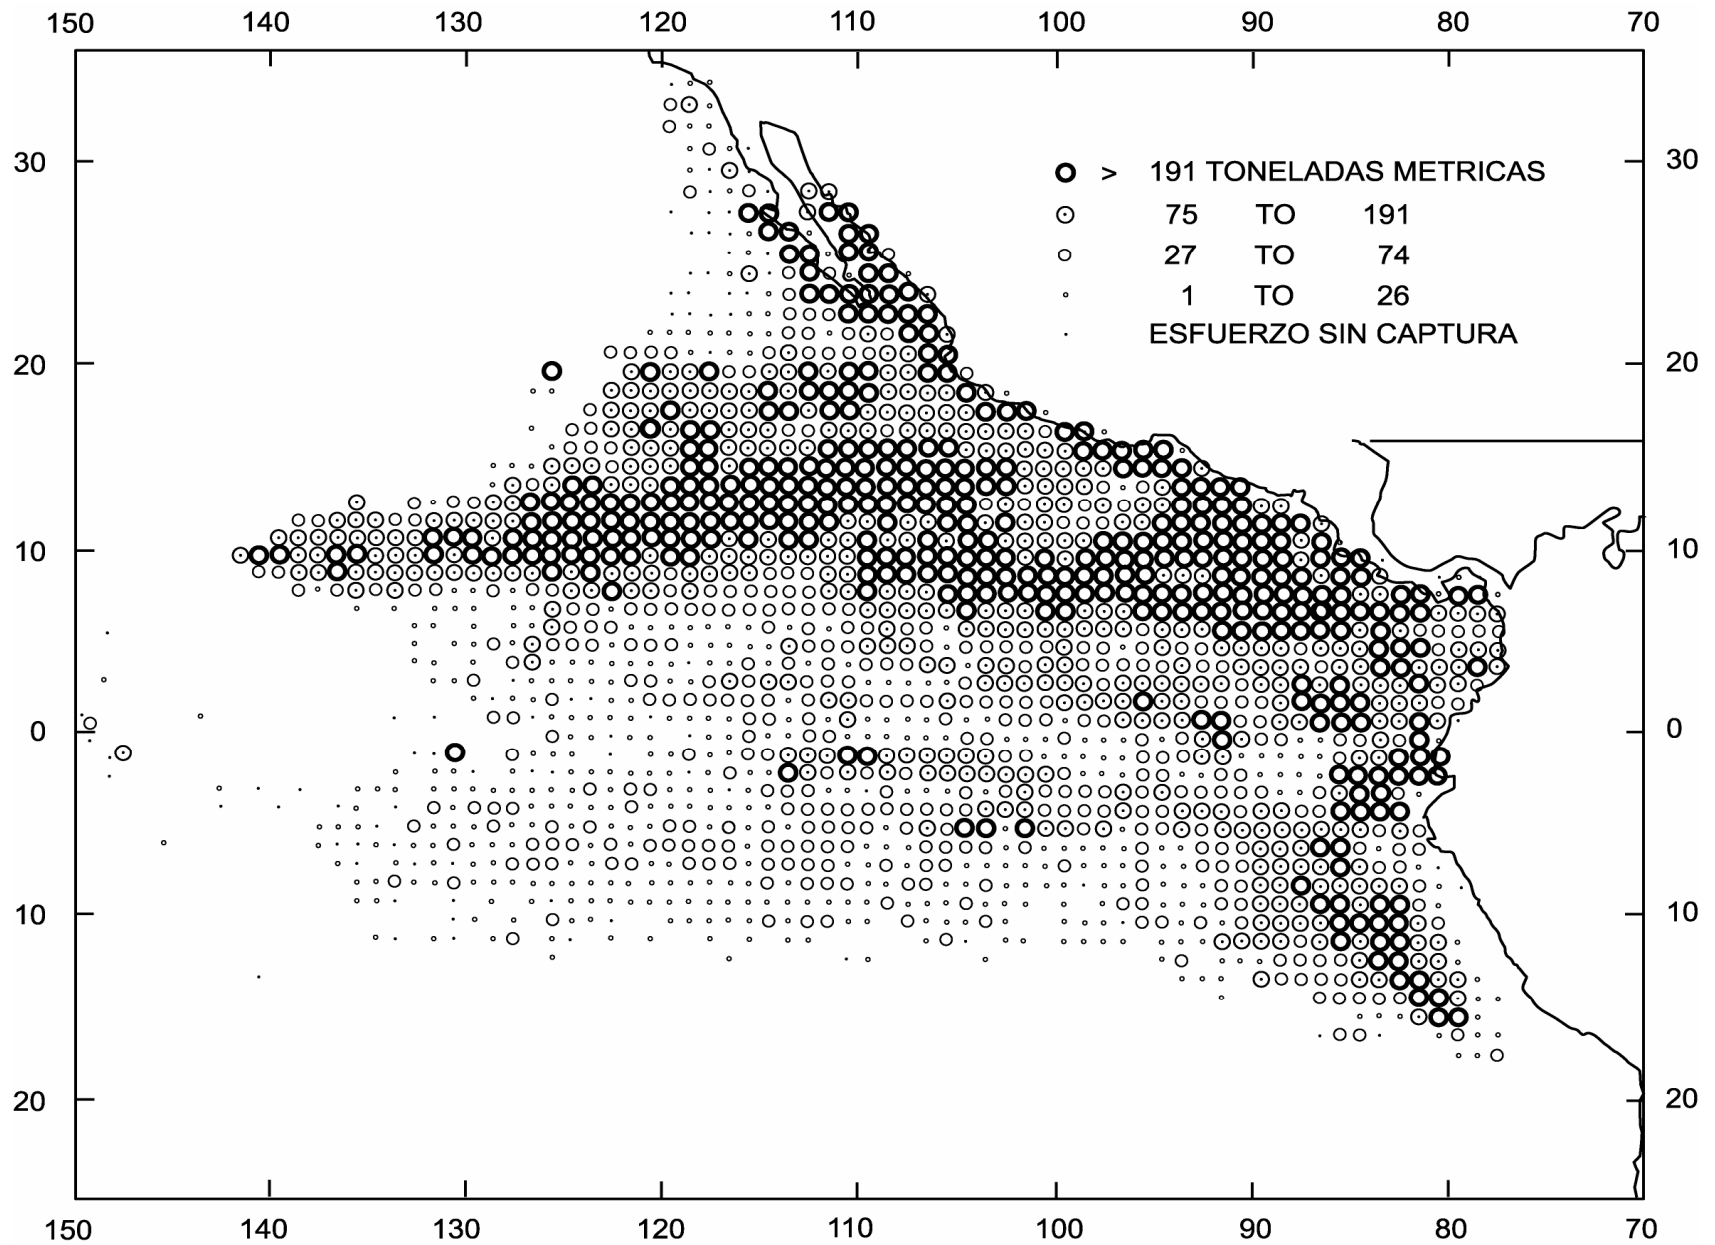 150 140 130 120 110 100 90 80 70
30 30
> 191 TONELADAS METRICAS
75 TO 191
27 TO 74
1 TO 26
ESFUERZO SIN CAPTURA
20 20
10 10
0 0
10 10
20 20
150 140 130 120 110 100 90 80 70